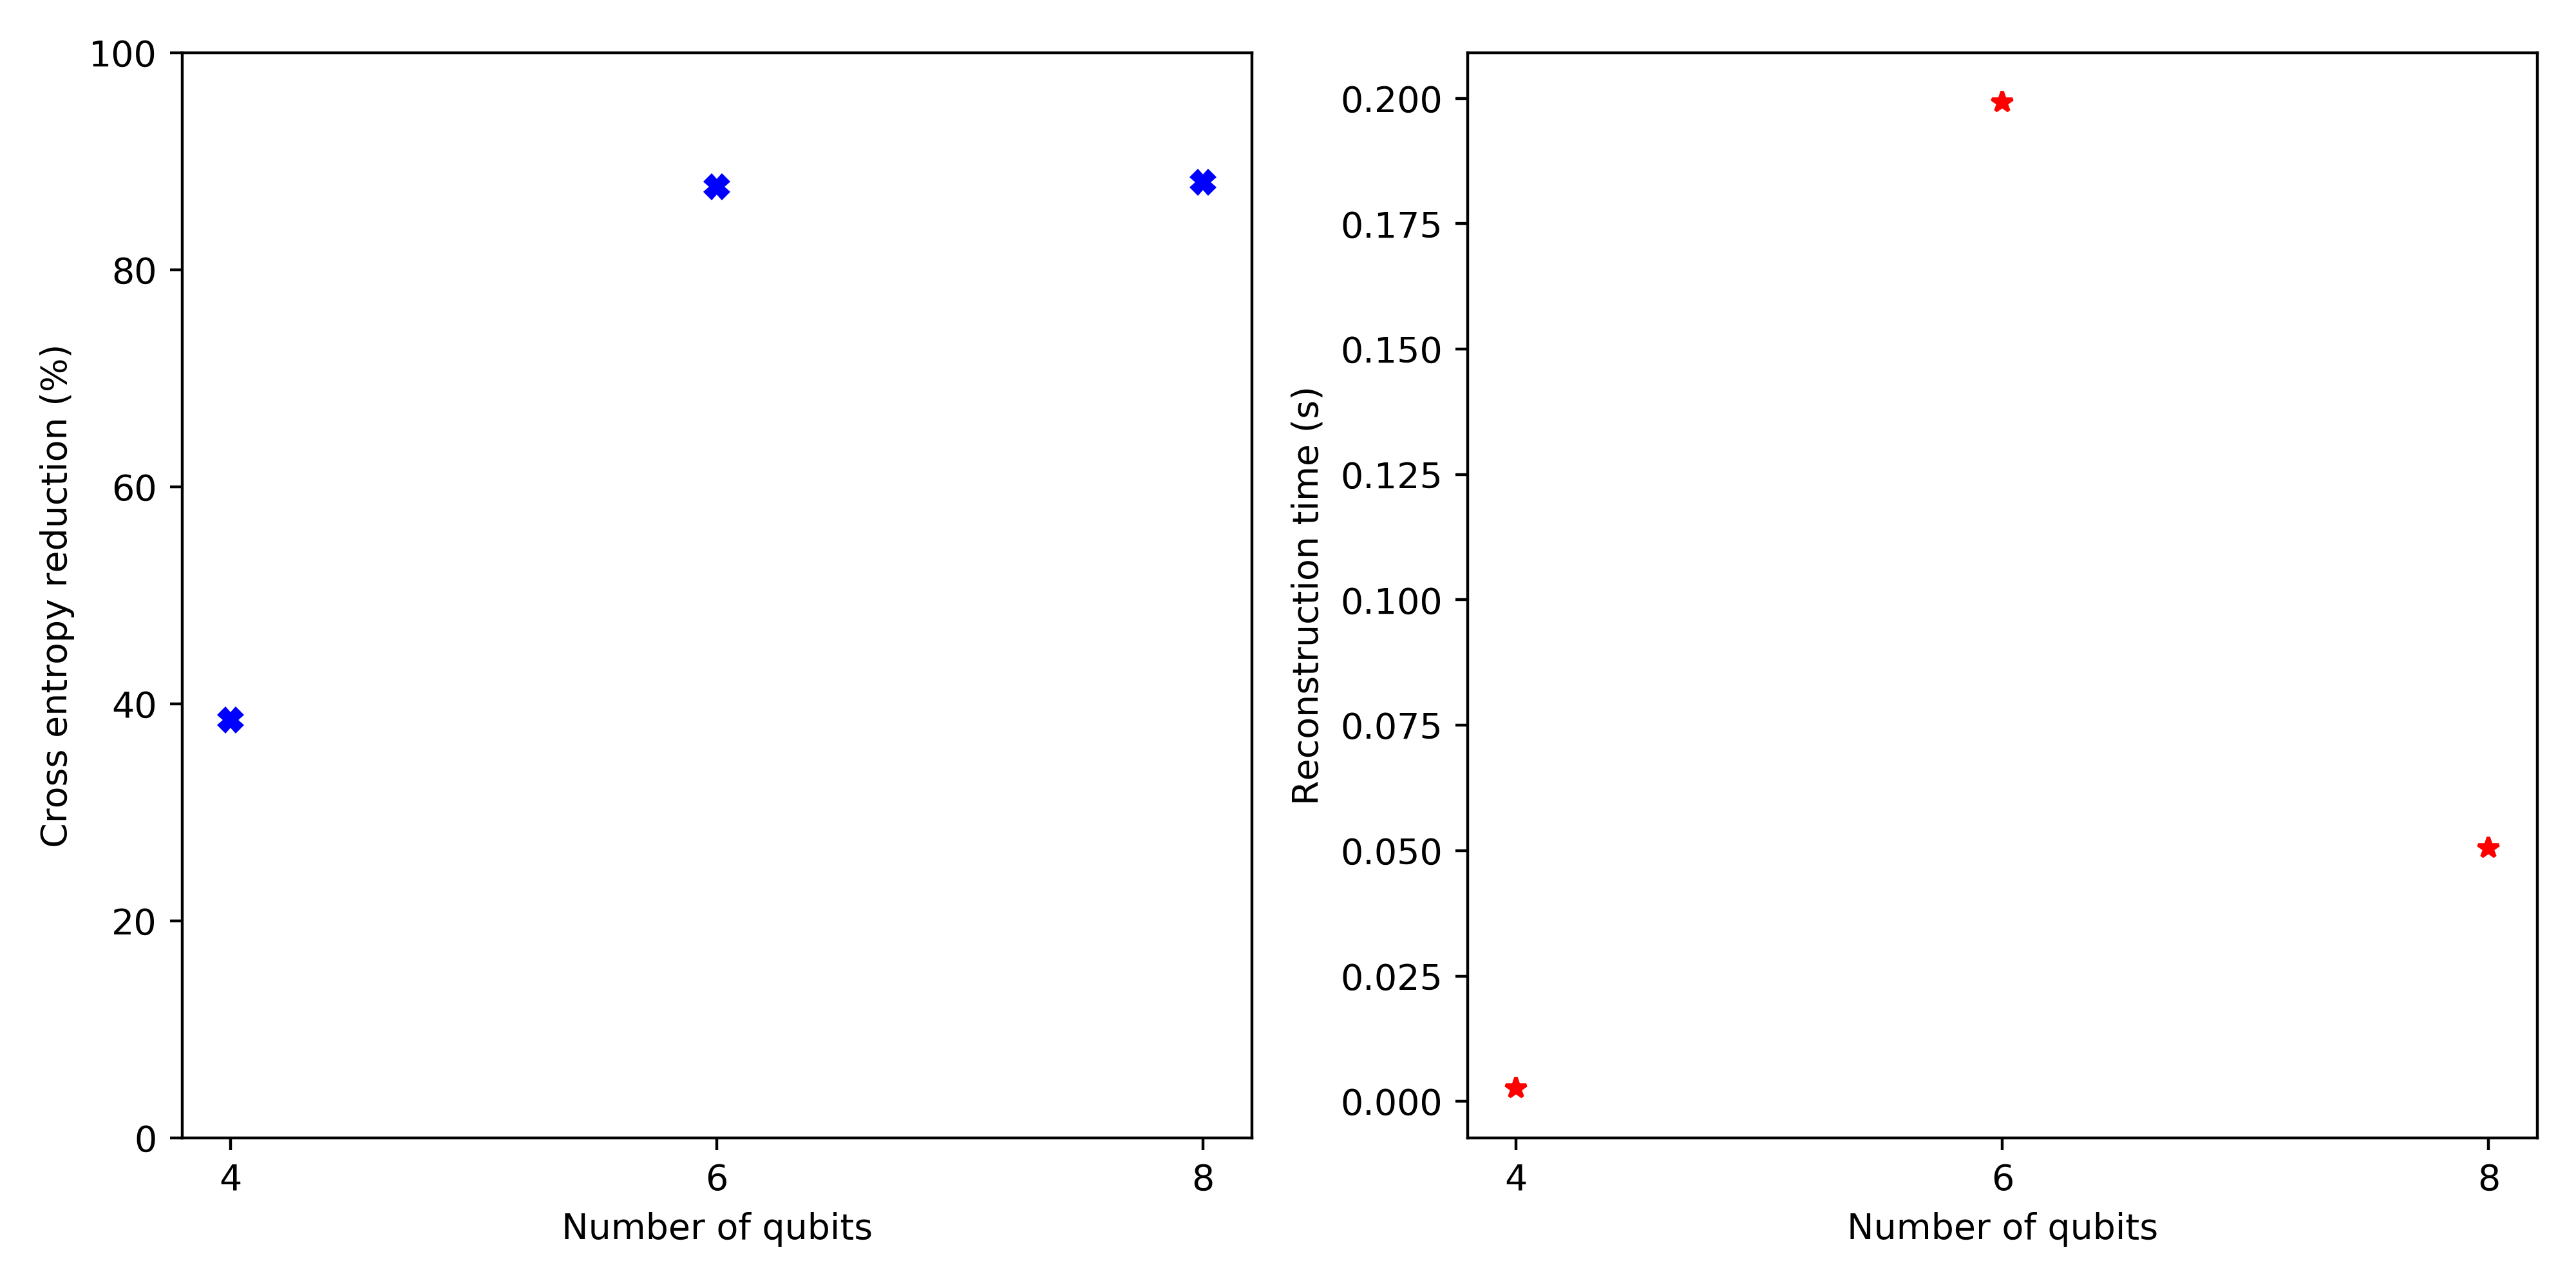 100
80
60
40
20
0
Cross entropy reduction (%)
4 6 8
Number of qubits
0.200
0.175
0.150
0.125
0.100
0.075
0.050
0.025
0.000
Reconstruction time (s)
4 6 8
Number of qubits